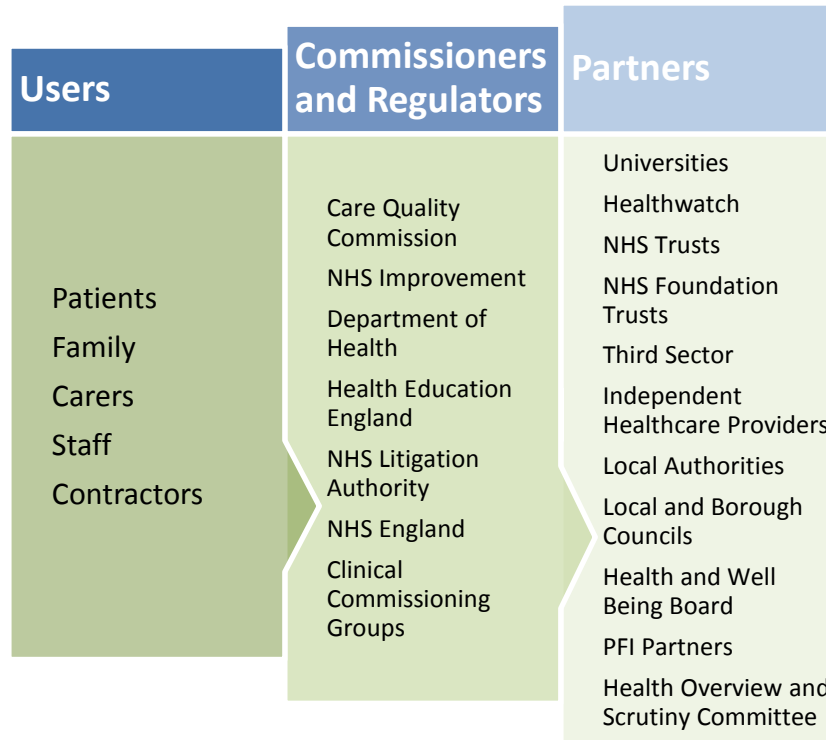 Users
Patients
Family
Carers
Staff
Contractors
Commissioners
and Regulators
Care Quality
Commission
NHS Improvement
Department of
Health
Health Education
England
NHS Litigation
Authority
NHS England
Clinical
Commissioning
Groups
Partners
Universities
Healthwatch
NHS Trusts
NHS Foundation
Trusts
Third Sector
Independent
Healthcare Providers
Local Authorities
Local and Borough
Councils
Health and Well
Being Board
PFI Partners
Health Overview and
Scrutiny Committee